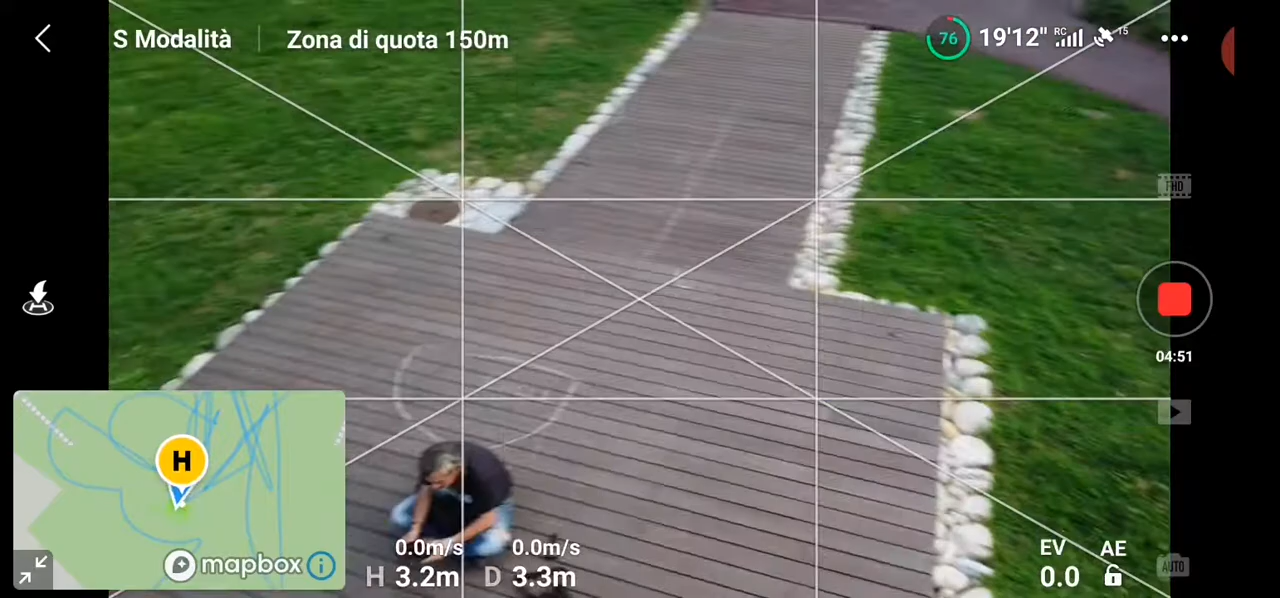 S Modalità
Zona di quota 150m
76
19'12"
RC
15
FHD
04:51
H
mapbox
0.0m/s
0.0m/s
H 3.2m
D 3.3m
EV
0.0
AE
AUTO